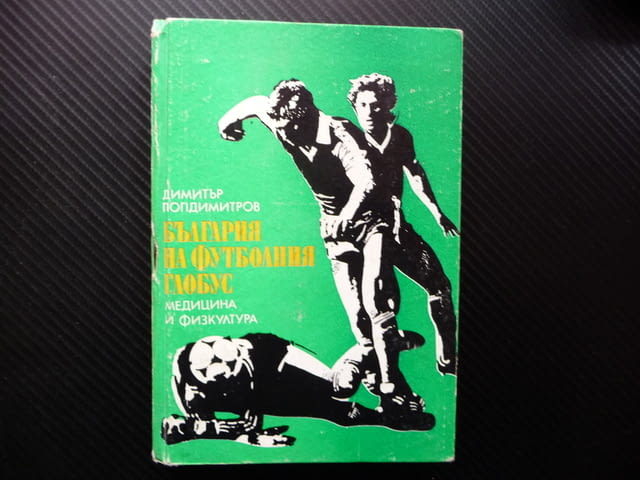 ДИМИТЪР
ПОПДИМИТРОВ
БЪЛГАРИЯ
НА ФУТБОЛНИЯ
ГЛОБУС
МЕДИЦИНА
И ФИЗКУЛТУРА